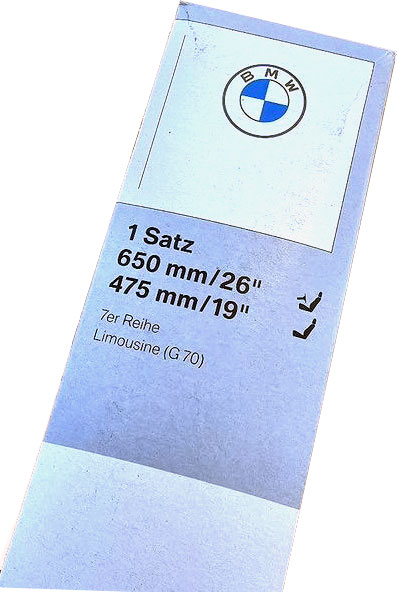 BMW
1 Satz
650 mm/26"
475 mm/19"
7er Reihe
Limousine (G 70)